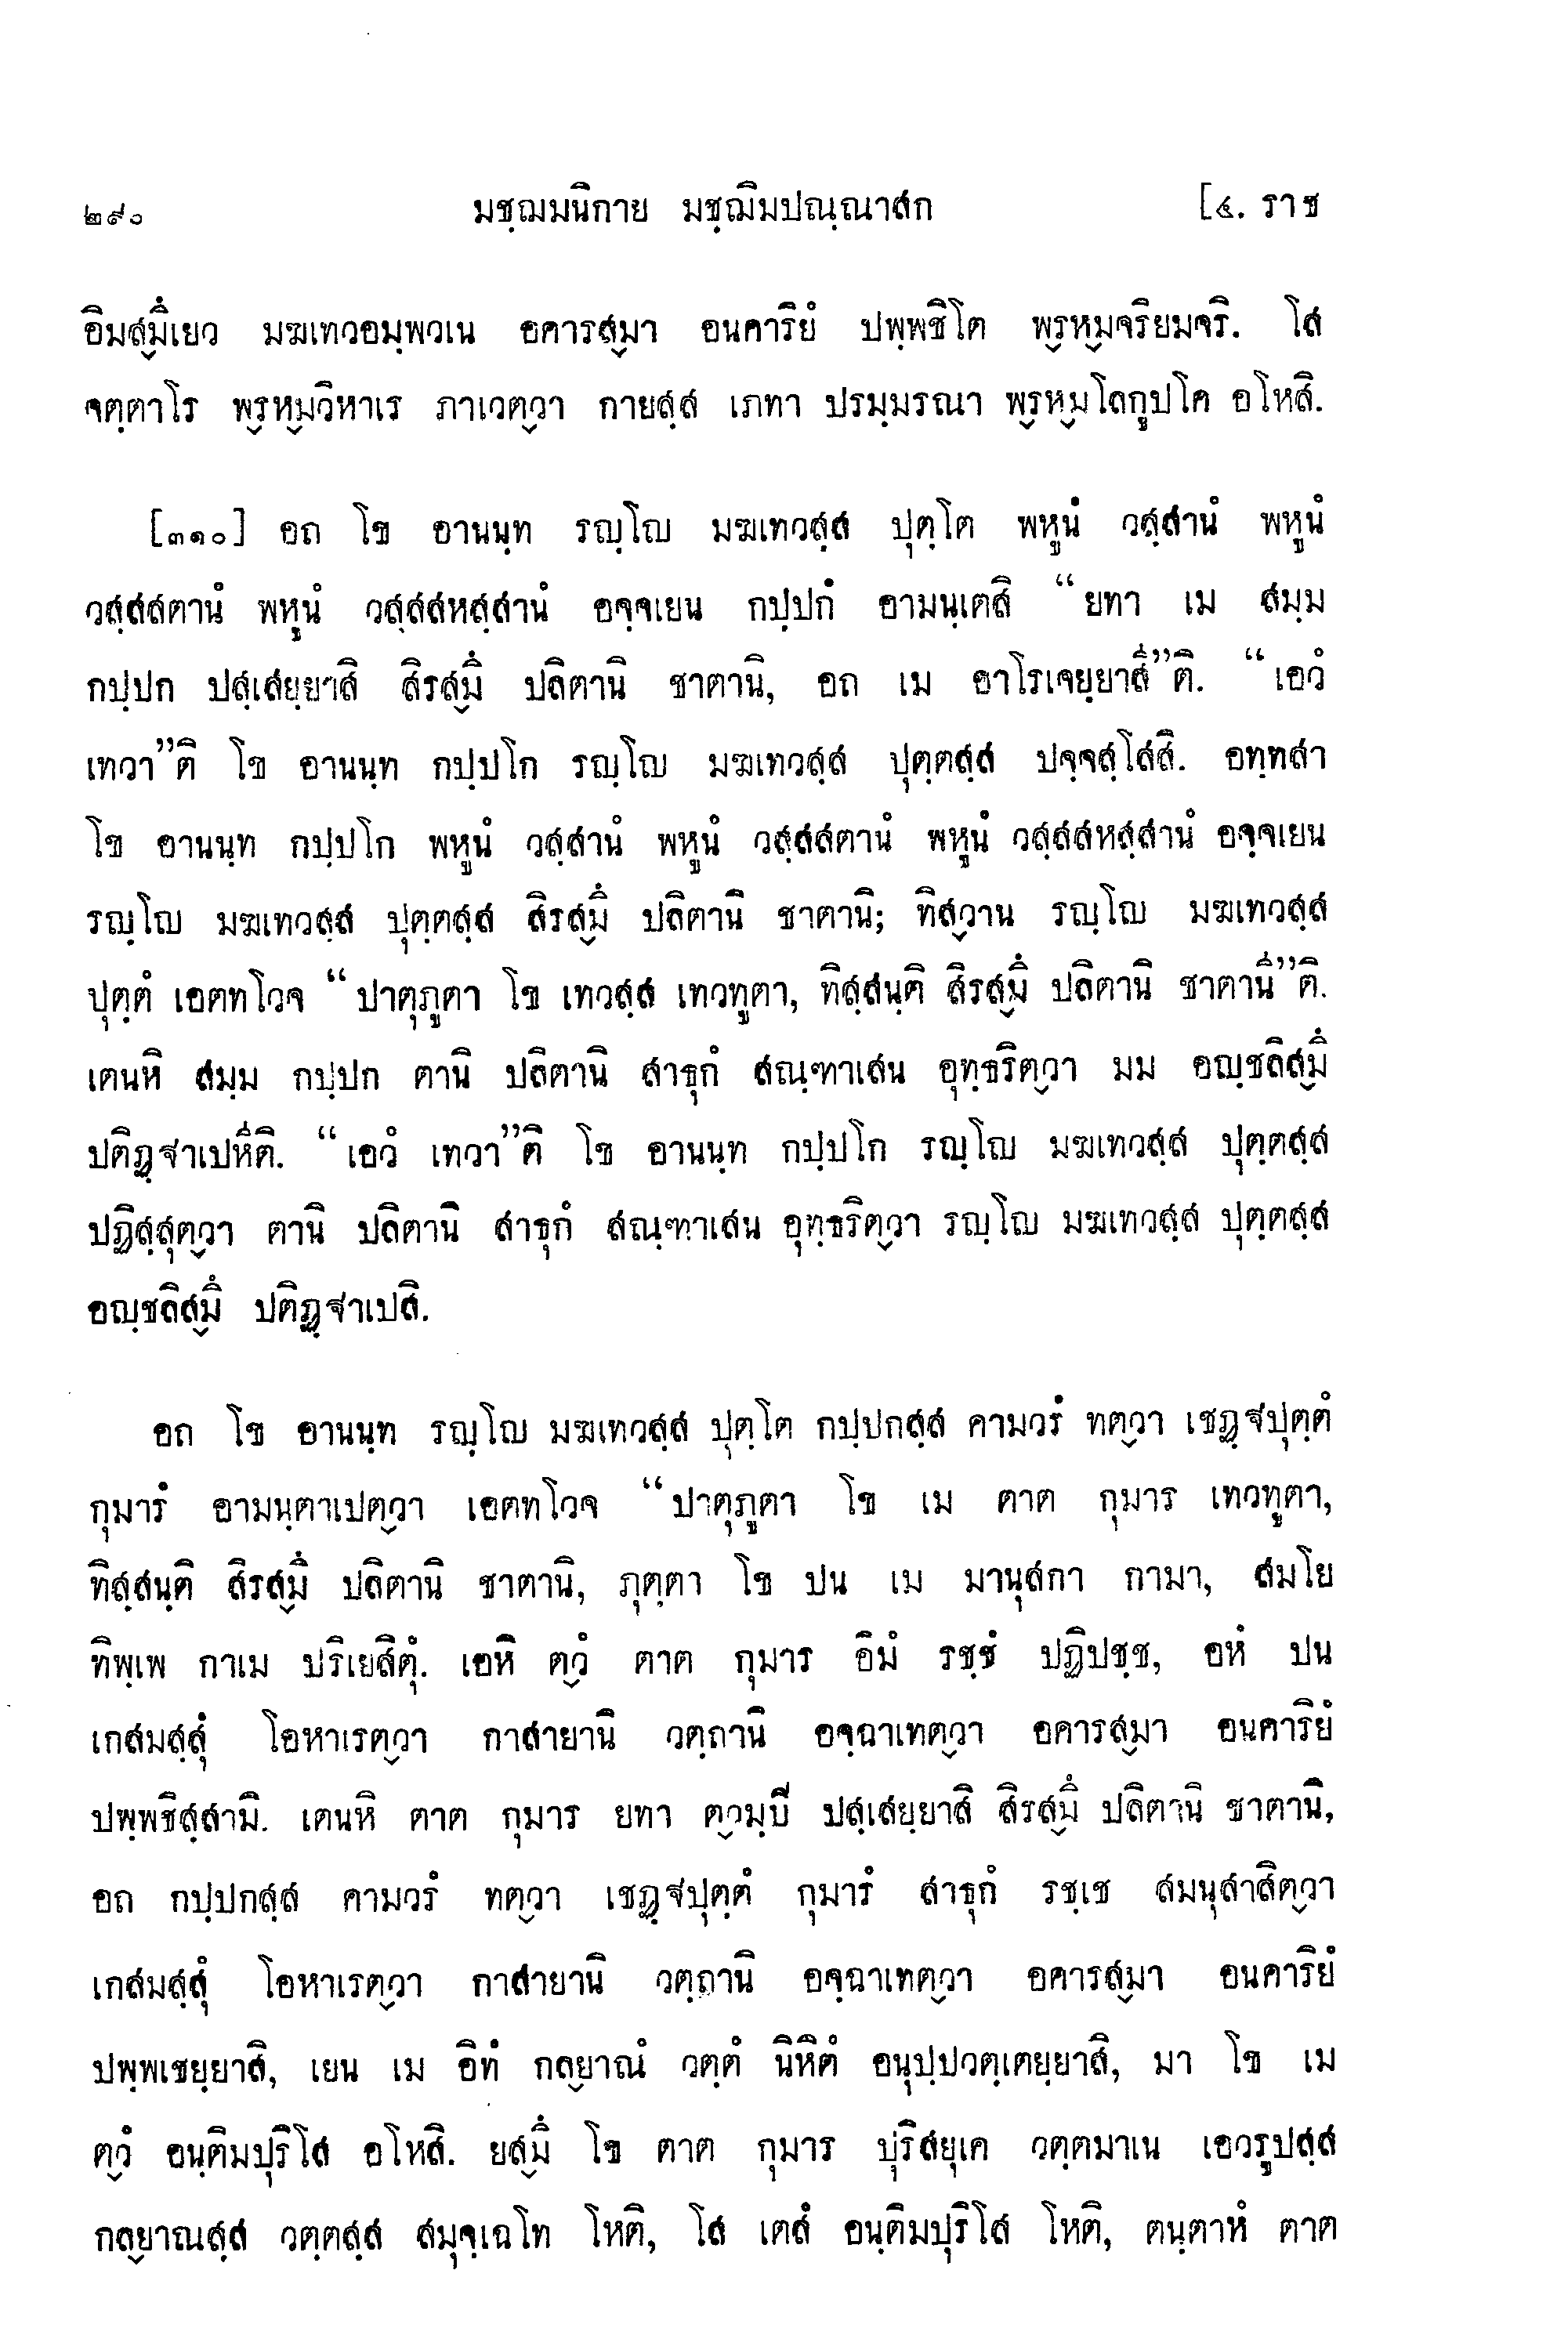 ๒๙๐ มชฺฌมนิกาย มชฺฌิมปณฺณาสก [๔. ราช
อิมสฺมึเยว มฆเทวอมฺพวเน อคารสฺมา อนคาริยํ ปพฺพชิโต พฺรหฺมจริยมจริ. โส
จตฺตาโร พฺรหฺมวิหาเร ภาเวตฺวา กายสฺส เภทา ปรมฺมรณา พฺรหฺมโลกูปโค อโหสิ.
[๓๑๐] อถ โข อานนฺท รญฺโญ มฆเทวสฺส ปุตฺโต พหูนํ วสฺสานํ พหูนํ
วสฺสสตานํ พหูนํ วสฺสสหสฺสานํ อจฺจเยน กปฺปกํ อามนฺเตสิ “ยทา เม สมฺม
กปฺปก ปสฺเสยฺยาสิ สิรสฺมึ ปลิตานิ ชาตานิ, อถ เม อาโรเจยฺยาสี่”ติ. “เอวํ
เทวา”ติ โข อานนฺท กปฺปโก รญฺโญ มฆเทวสฺส ปุตฺตสฺส ปจฺจสฺโสสิ. อทฺทสา
โข อานนฺท กปฺปโก พหูนํ วสฺสานํ พหูนํ วสฺสสตานํ พหูนํ วสฺสสหสฺสานํ อจฺจเยน
รญฺโญ มฆเทวสฺส ปุตฺตสฺส สิรสฺมึ ปลิตานิ ชาตานิ; ทิสฺวาน รญฺโญ มฆเทวสฺส
ปุตฺตํ เอตทโวจ “ปาตุภูตา โข เทวสฺส เทวทูตา, ทิสฺสนฺติ สิรสฺมึ ปลิตานิ ชาตานี”ติ.
เตนหิ สมฺม กปฺปก ตานิ ปลิตานิ สาธุกํ สณฺฑาเสน อุทฺธริตฺวา มม อญฺชลิสฺมึ
ปติฏฺฐาเปหีติ. “เอวํ เทวา”ติ โข อานนฺท กปฺปโก รญฺโญ มฆเทวสฺส ปุตฺตสฺส
ปฏิสฺสุตฺวา ตานิ ปลิตานิ สาธุกํ สณฺฑาเสน อุทฺธริตฺวา รญฺโญ มฆเทวสฺส ปุตฺตสฺส
อญฺชลิสฺมึ ปติฏฺฐาเปสิ.
อถ โข อานนฺท รญฺโญ มฆเทวสฺส ปุตฺโต กปฺปกสฺส คามวรํ ทตฺวา เชฏฺฐปุตฺตํ
กุมารํ อามนฺตาเปตฺวา เอตทโวจ “ปาตุภูตา โข เม ตาต กุมาร เทวทูตา,
ทิสฺสนฺติ สิรสฺมึ ปลิตานิ ชาตานิ, ภุตฺตา โข ปน เม มานุสกา กามา, สมโย
ทิพฺเพ กาเม ปริเยสิตุํ. เอหิ ตฺวํ ตาต กุมาร อิมํ รชฺชํ ปฏิปชฺช, อหํ ปน
เกสมสฺสุํ โอหาเรตฺวา กาสายานิ วตฺถานิ อจฺฉาเทตฺวา อคารสฺมา อนคาริยํ
ปพฺพชิสฺสามิ. เตนหิ ตาต กุมาร ยทา ตฺวมฺปิ ปสฺเสยฺยาสิ สิรสฺมึ ปลิตานิ ชาตานิ,
อถ กปฺปกสฺส คามวรํ ทตฺวา เชฏฺฐปุตฺตํ กุมารํ สาธุกํ รชฺเช สมนุสาสิตฺวา
เกสมสฺสุํ โอหาเรตฺวา กาสายานิ วตฺถานิ อจฺฉาเทตฺวา อคารสฺมา อนคาริยํ
ปพฺพเชยฺยาสิ, เยน เม อิทํ กลฺยาณํ วตฺตํ นิหิตํ อนุปฺปวตฺเตยฺยาสิ, มา โข เม
ตฺวํ อนฺติมปุริโส อโหสิ. ยสฺมึ โข ตาต กุมาร ปุริสยุเค วตฺตมาเน เอวรูปสฺส
กลฺยาณสฺส วตฺตสฺส สมุจฺเฉโท โหติ, โส เตสํ อนฺติมปุริโส โหติ, ตนฺตาหํ ตาต